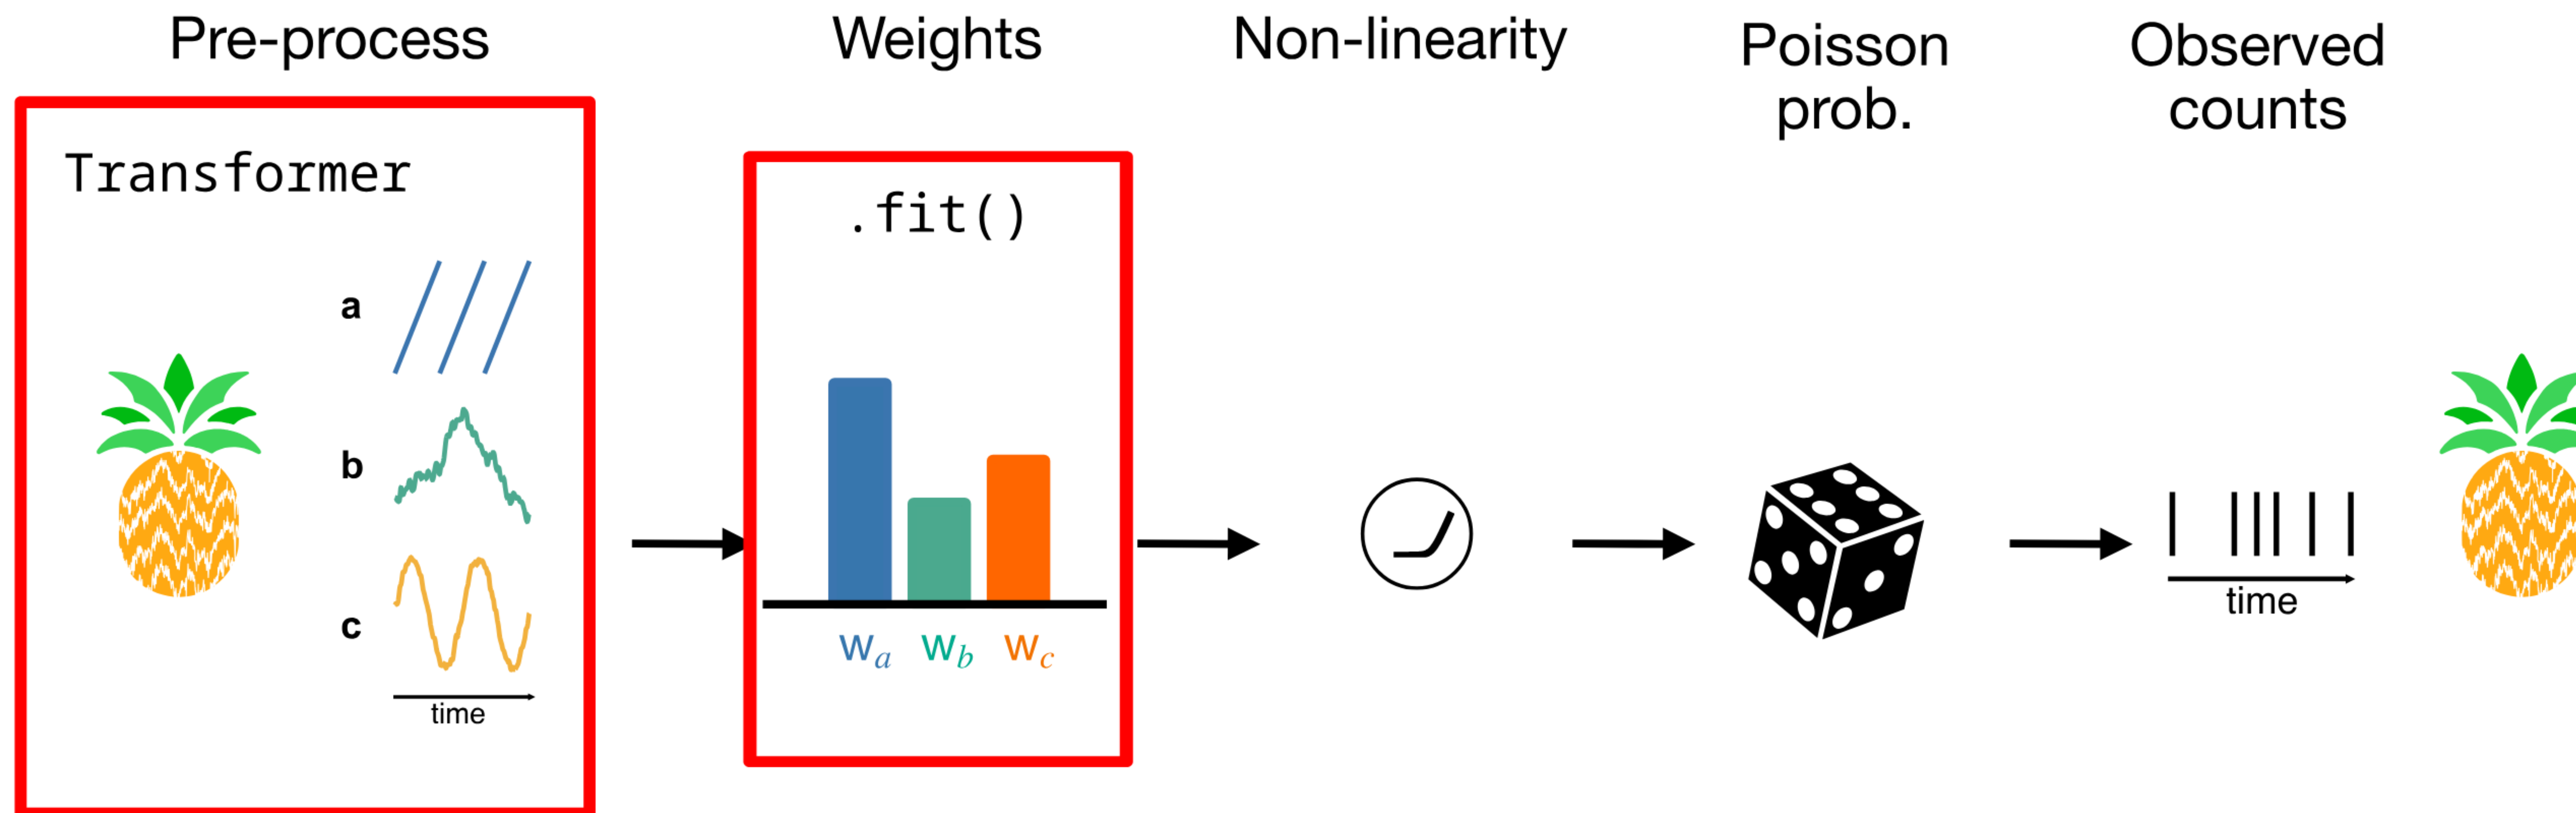 Pre-process
Weights
Non-linearity
Poisson
prob.
Observed
counts
Transformer
a
b
c
time
.fit()
wa wb wc
time